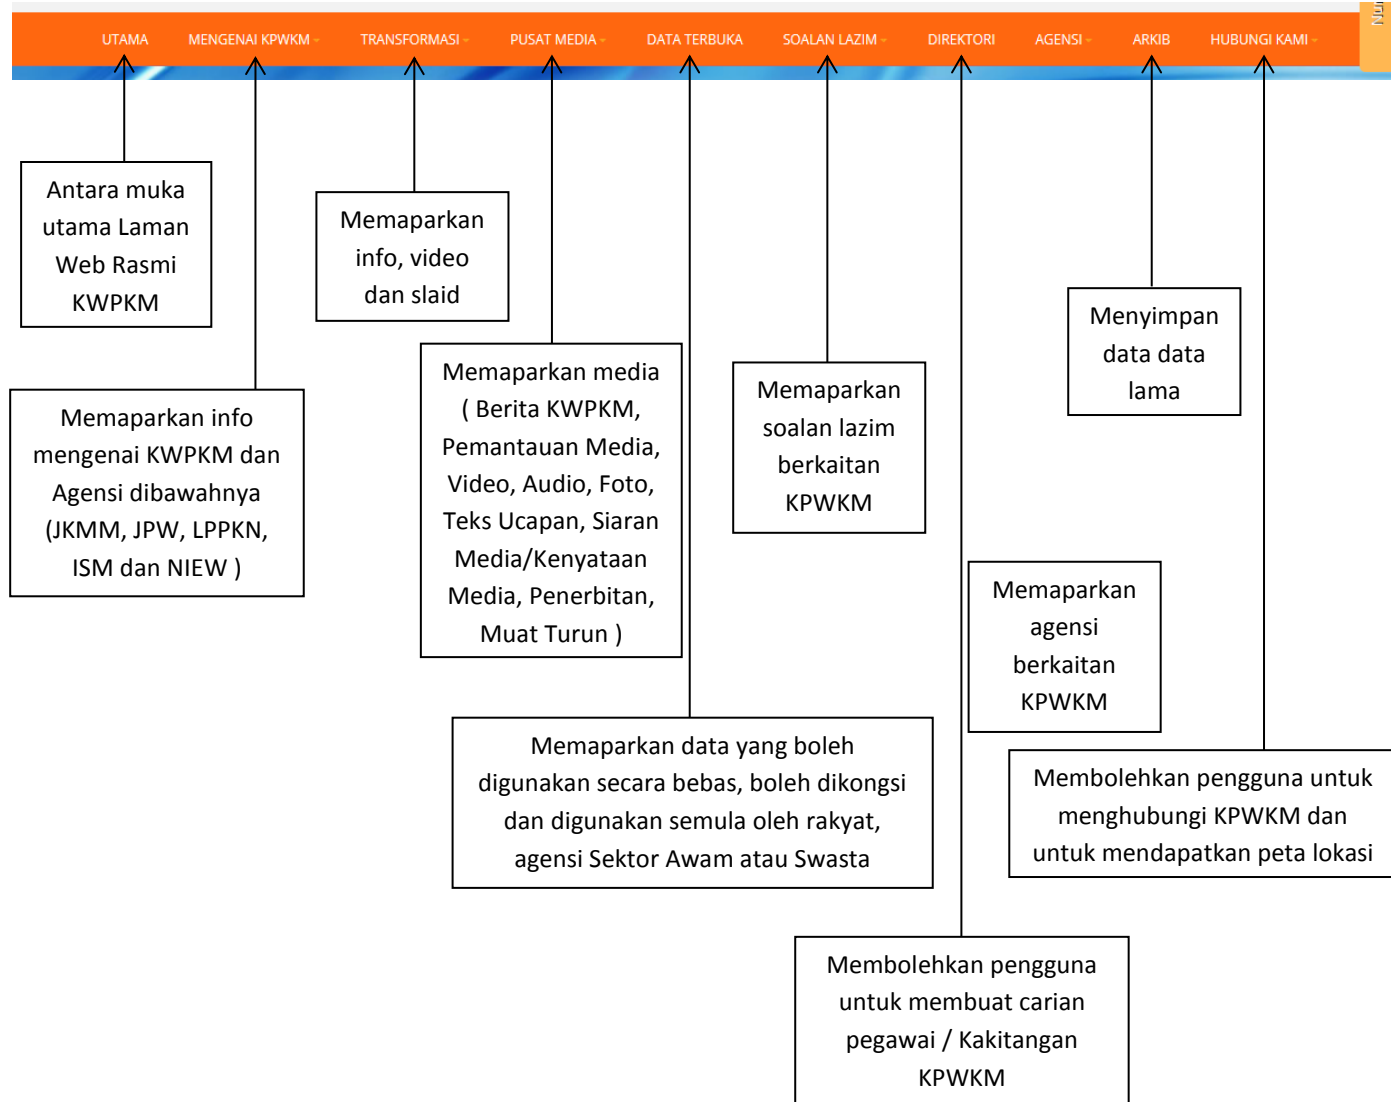 UTAMA MENGENAI KPWKM TRANSFORMASI PUSAT MEDIA DATA TERBUKA SOALAN LAZIM DIREKTORI AGENSI ARKIB HUBUNGI KAMI
Antara muka
utama Laman
Web Rasmi
KWPKM
Memaparkan info
mengenai KWPKM dan
Agensi dibawahnya
(JKMM, JPW, LPPKN,
ISM dan NIEW )
Memaparkan
info, video
dan slaid
Memaparkan media
( Berita KWPKM,
Pemantauan Media,
Video, Audio, Foto,
Teks Ucapan, Siaran
Media/Kenyataan
Media, Penerbitan,
Muat Turun )
Memaparkan data yang boleh
digunakan secara bebas, boleh dikongsi
dan digunakan semula oleh rakyat,
agensi Sektor Awam atau Swasta
Memaparkan
soalan lazim
berkaitan
KPWKM
Membolehkan pengguna
untuk membuat carian
pegawai / Kakitangan
KPWKM
Memaparkan
agensi
berkaitan
KPWKM
Menyimpan
data data
lama
Membolehkan pengguna untuk
menghubungi KPWKM dan
untuk mendapatkan peta lokasi